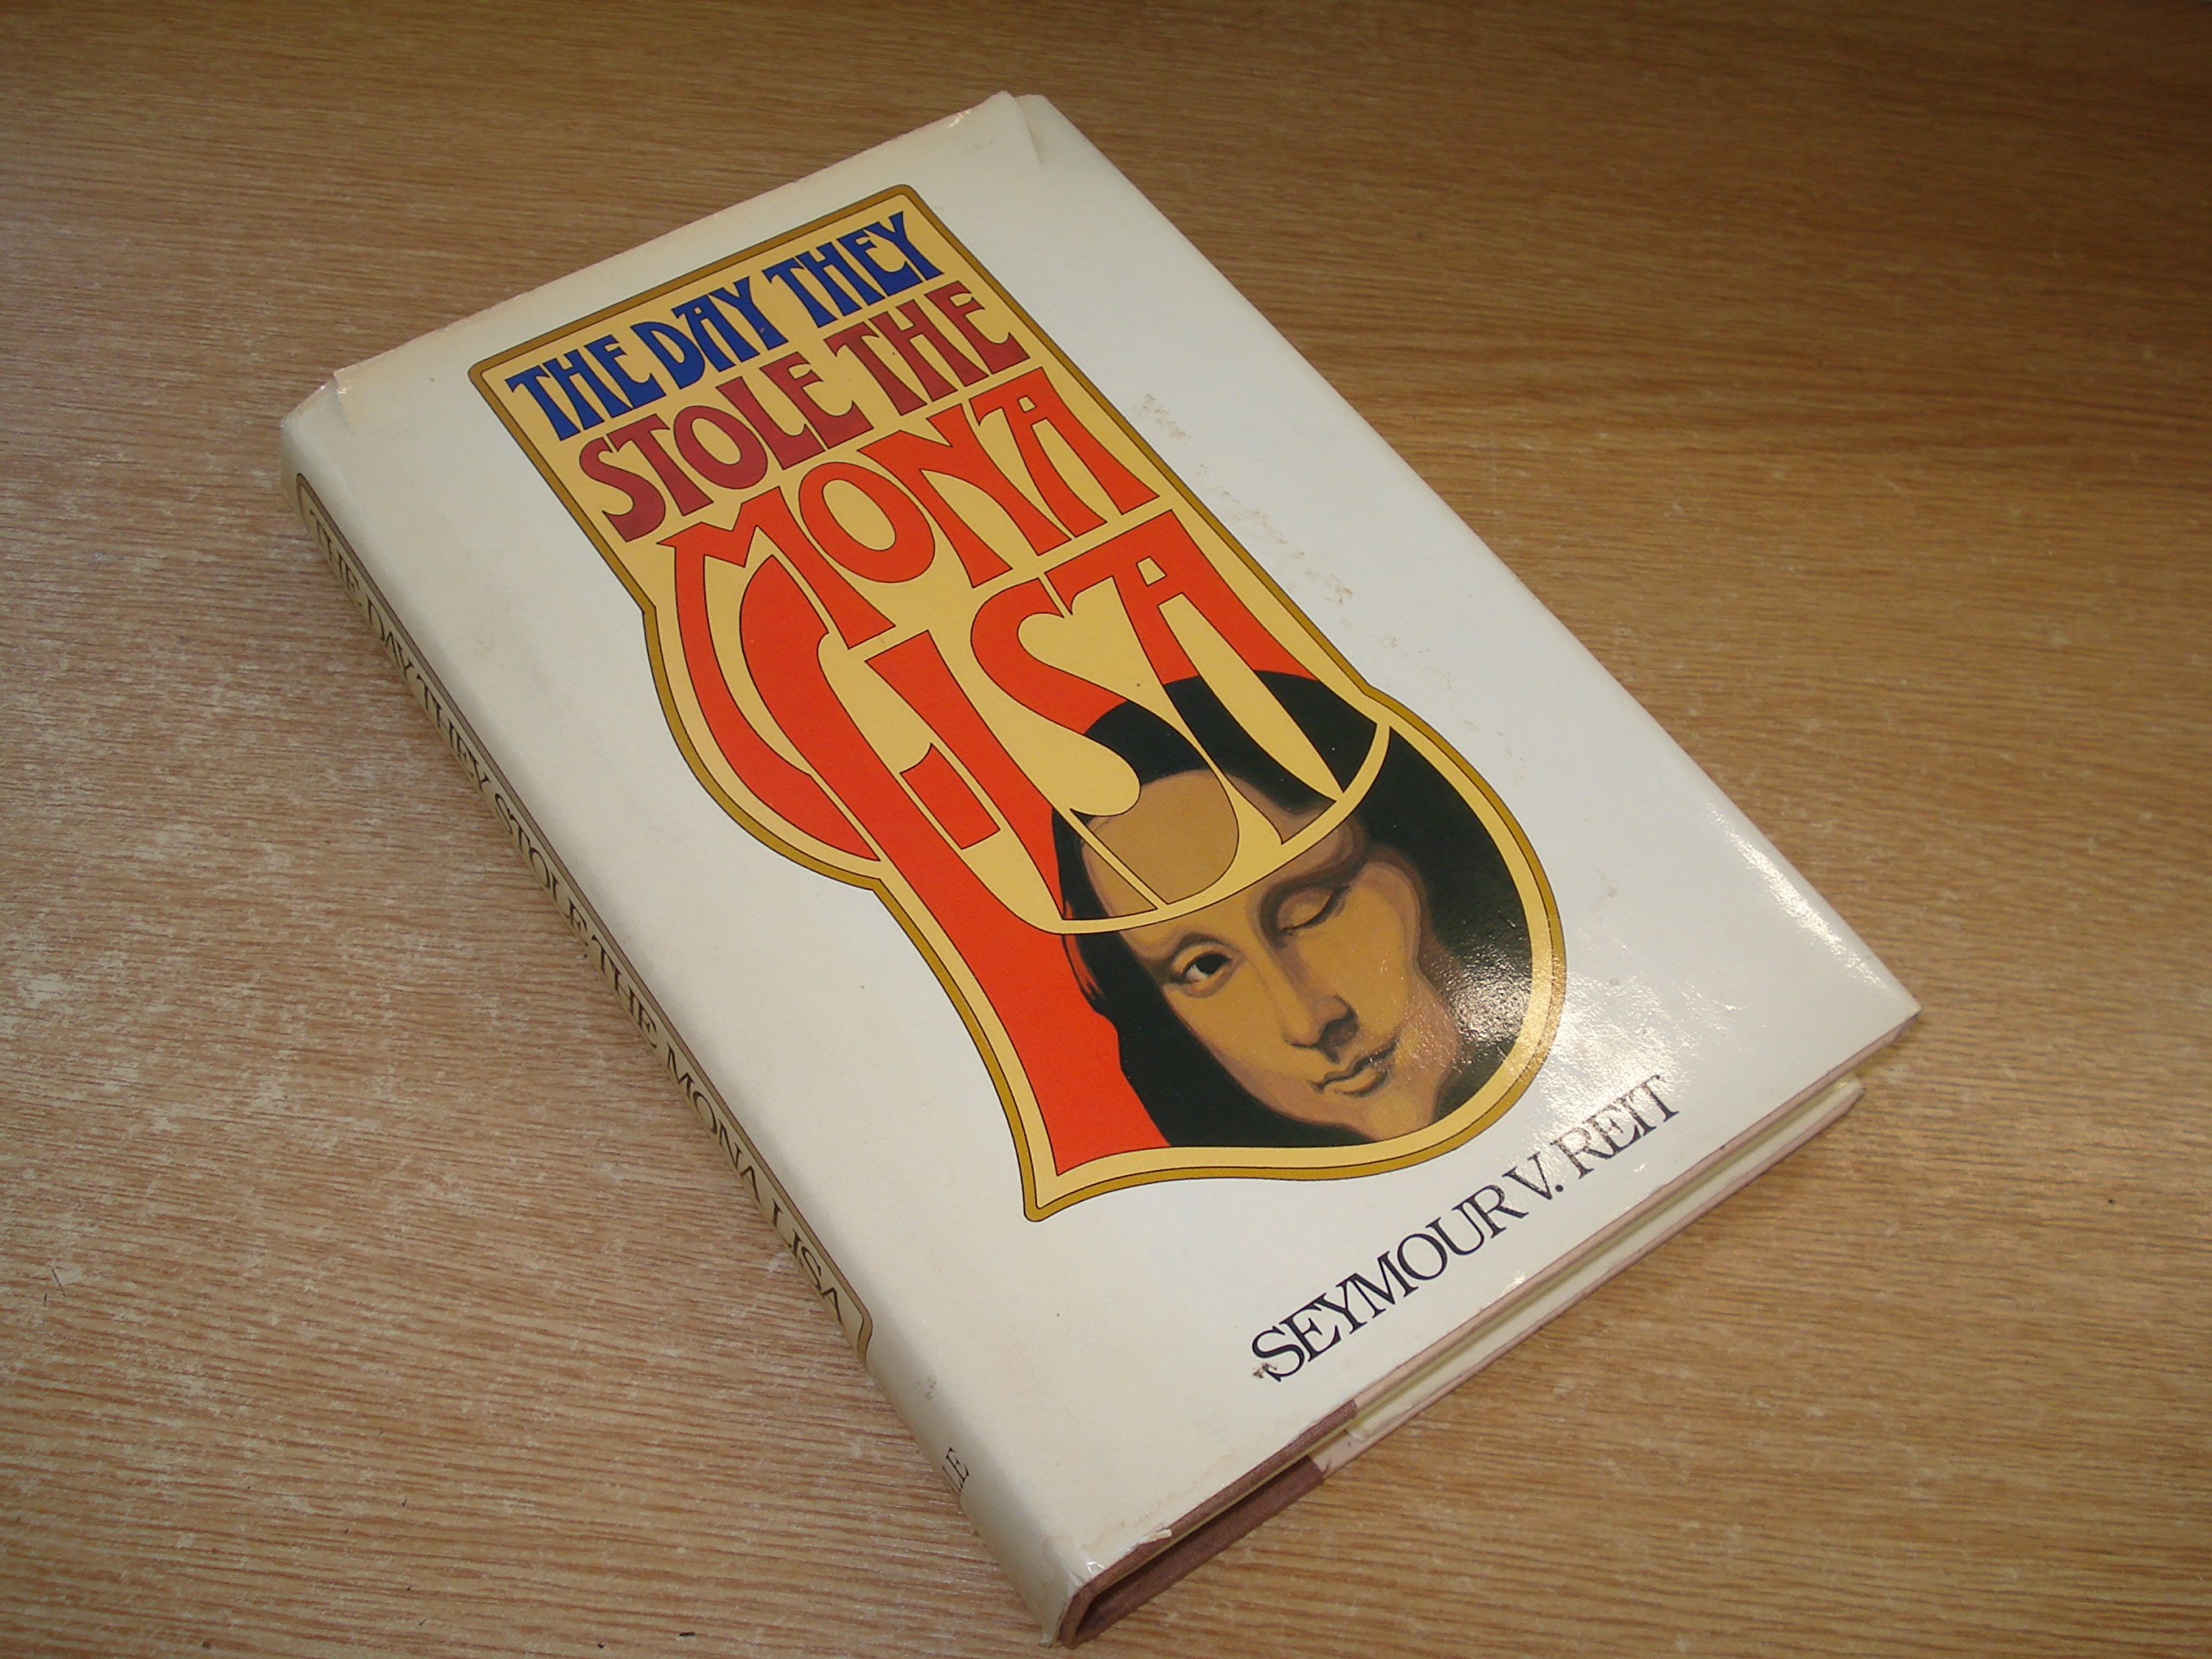 THE DAY THEY
STOLE THE
MONA
LISA
SEYMOUR V. REIT
THE DAY THEY STOLE THE MONA LISA